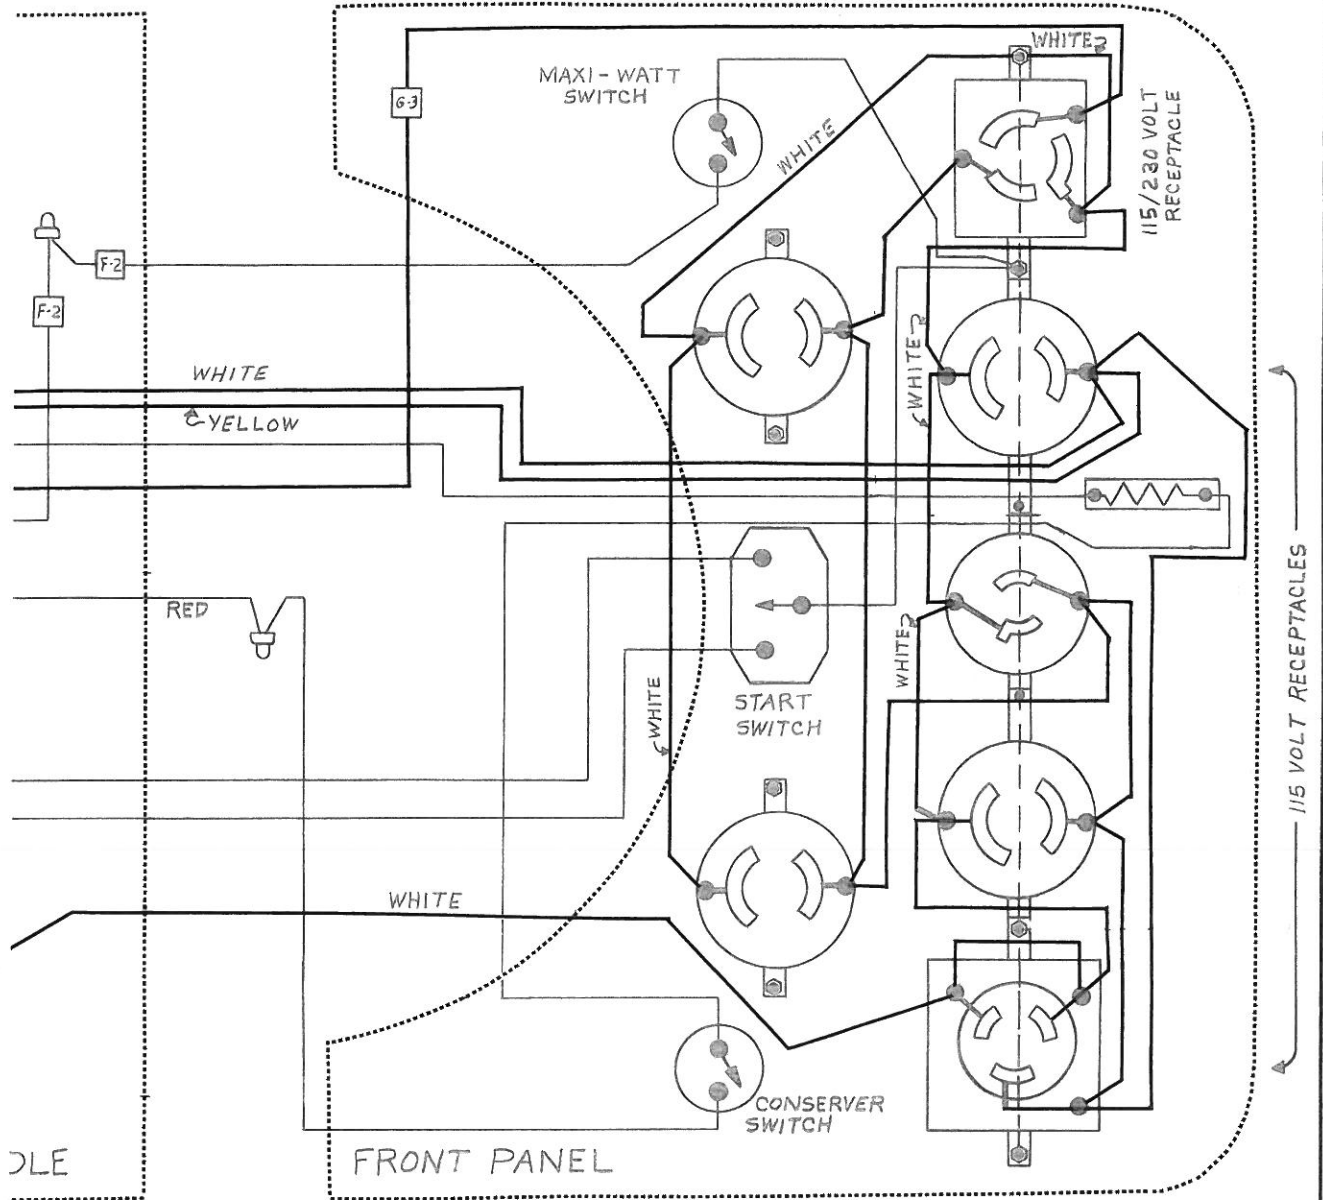 WHITE
MAXI-WATT
SWITCH
G-3
115/230 VOLT
RECEPTACLE
WHITE
F-2
F-2
WHITE
WHITE
YELLOW
RED
WHITE
START
SWITCH
WHITE
115 VOLT RECEPTACLES
WHITE
WHITE
CONSERVER
SWITCH
FRONT PANEL